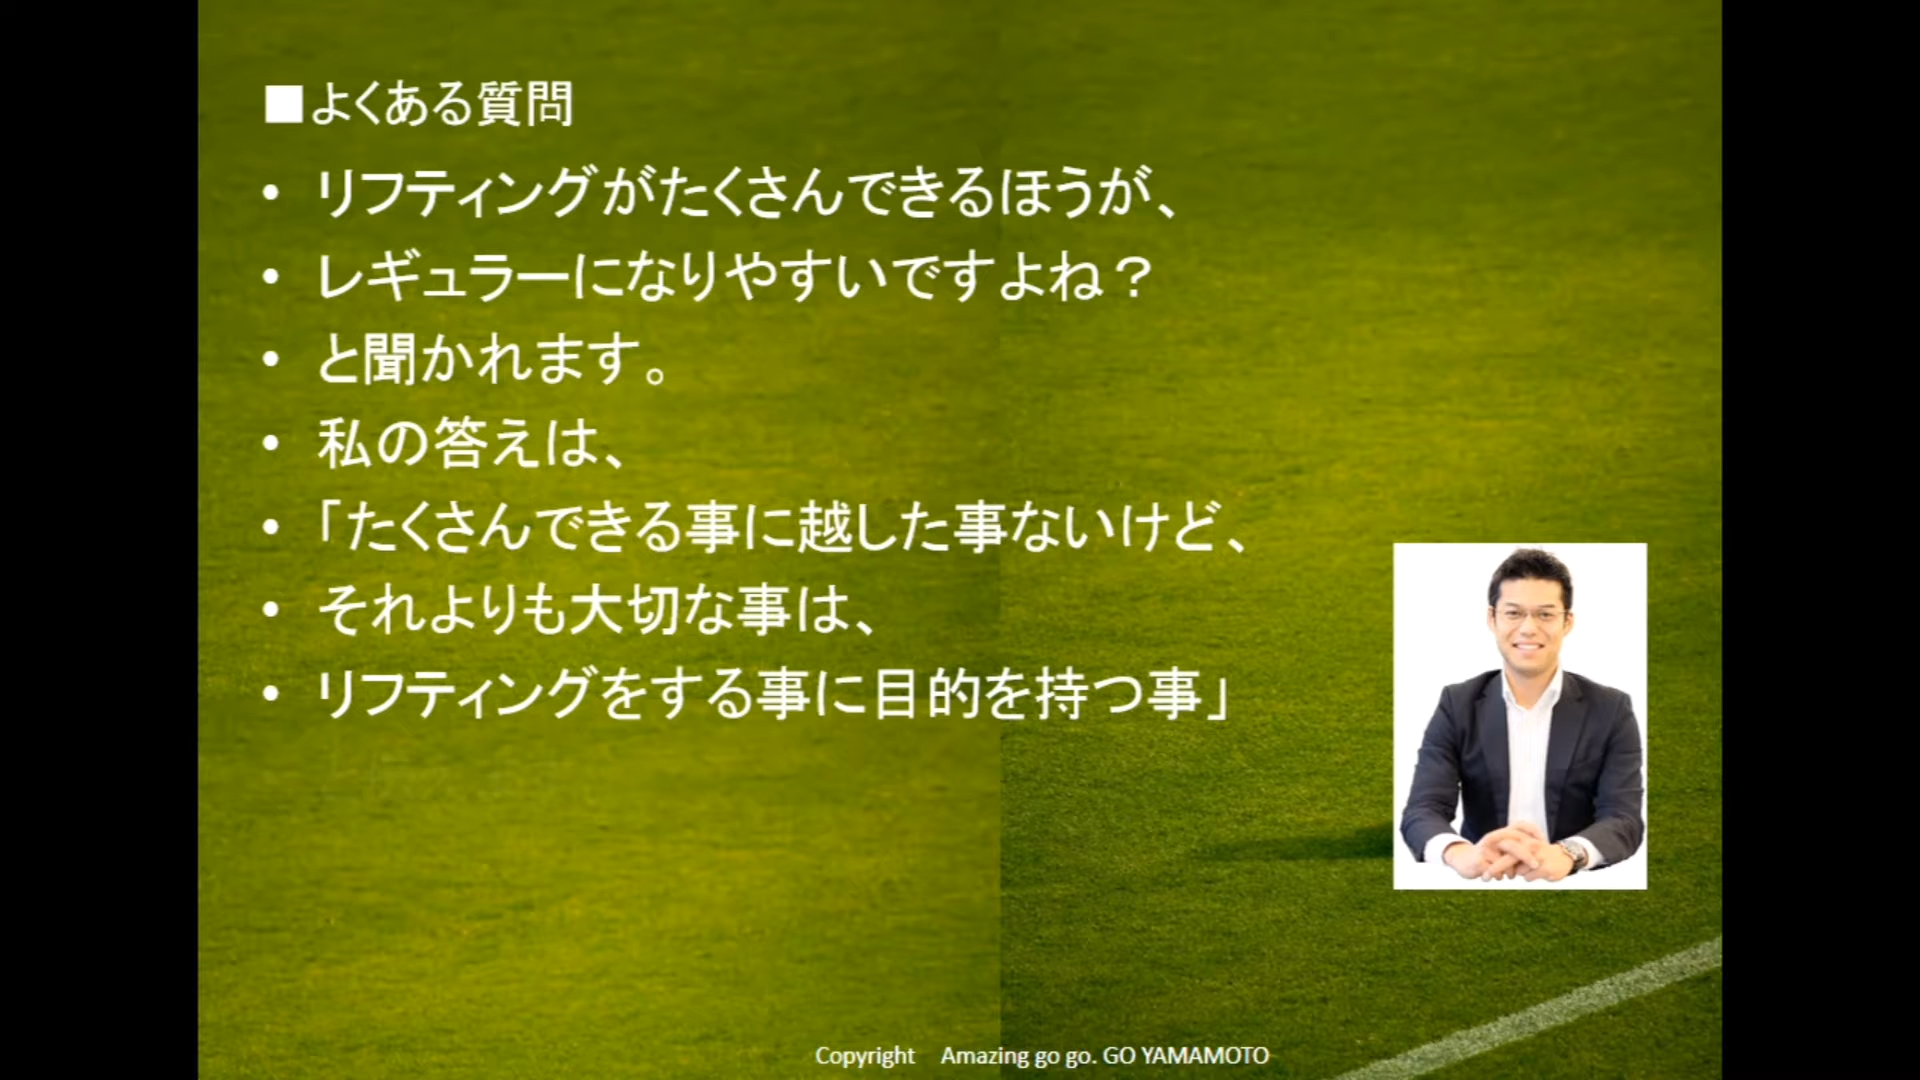 ■よくある質問
• リフティングがたくさんできるほうが、
• レギュラーになりやすいですよね？
• と聞かれます。
• 私の答えは、
• 「たくさんできる事に越した事ないけど、
• それよりも大切な事は、
• リフティングをする事に目的を持つ事」
Copyright　Amazing go go. GO YAMAMOTO